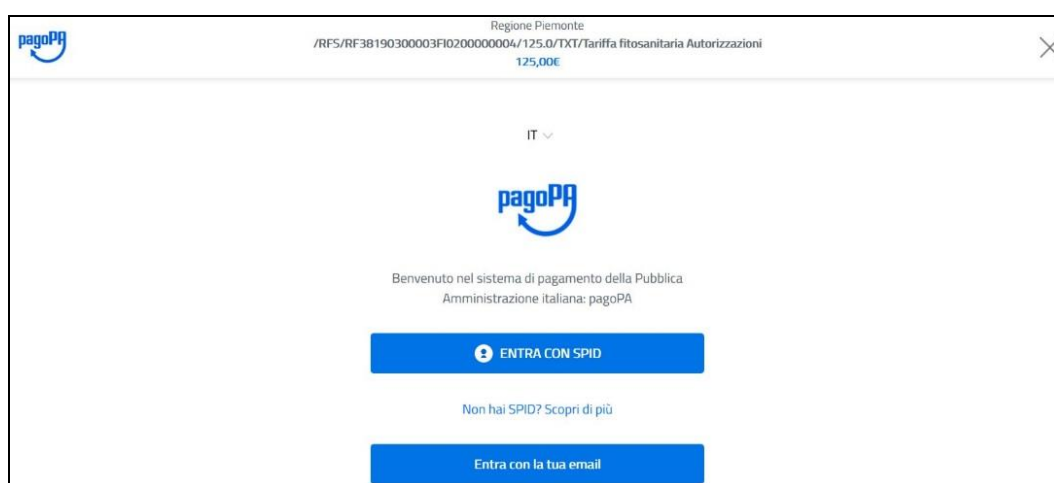 pagoPA
Regione Piemonte
/RFS/RF38190300003FI0200000004/125.0/TXT/Tariffa fitosanitaria Autorizzazioni
125,00€
IT
pagoPA
Benvenuto nel sistema di pagamento della Pubblica
Amministrazione italiana: pagoPA
ENTRA CON SPID
Non hai SPID? Scopri di più
Entra con la tua email